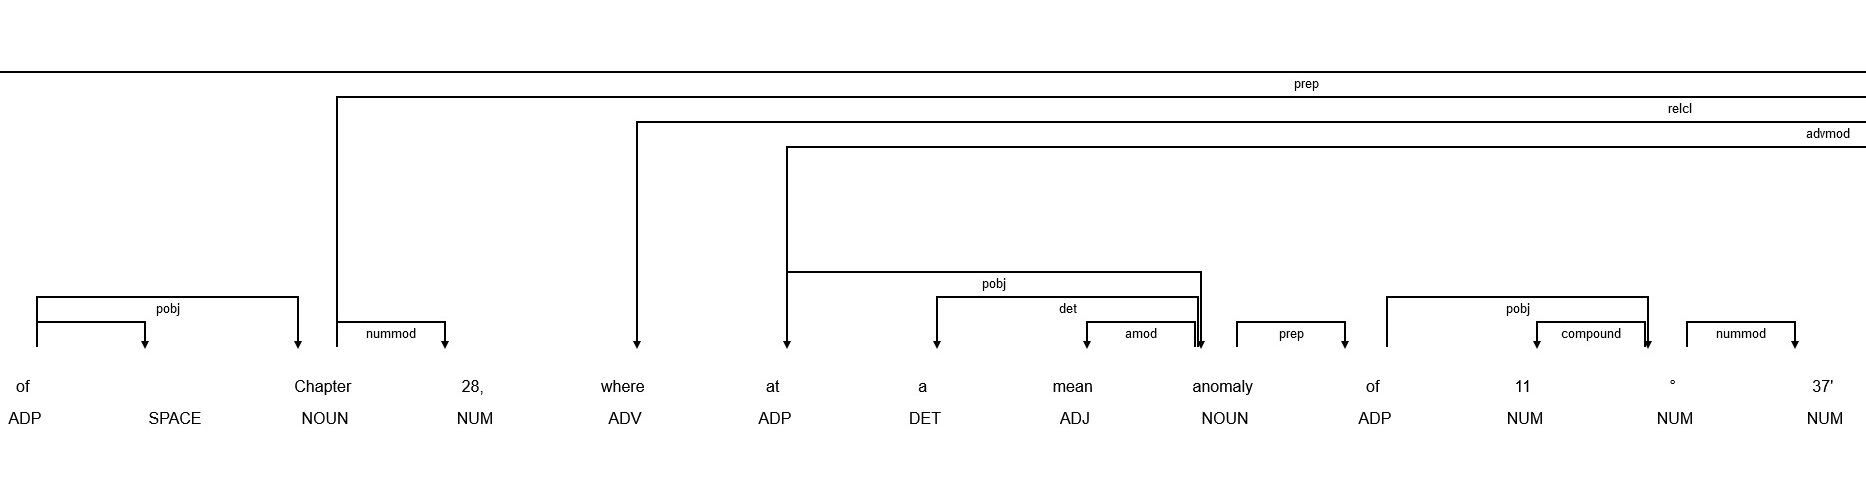 prep
relcl
advmod
pobj
pobj det pobj
nummod amod prep compound nummod
of Chapter 28, where at a mean anomaly of 11 ° 37'
ADP SPACE NOUN NUM ADV ADP DET ADJ NOUN ADP NUM NUM NUM